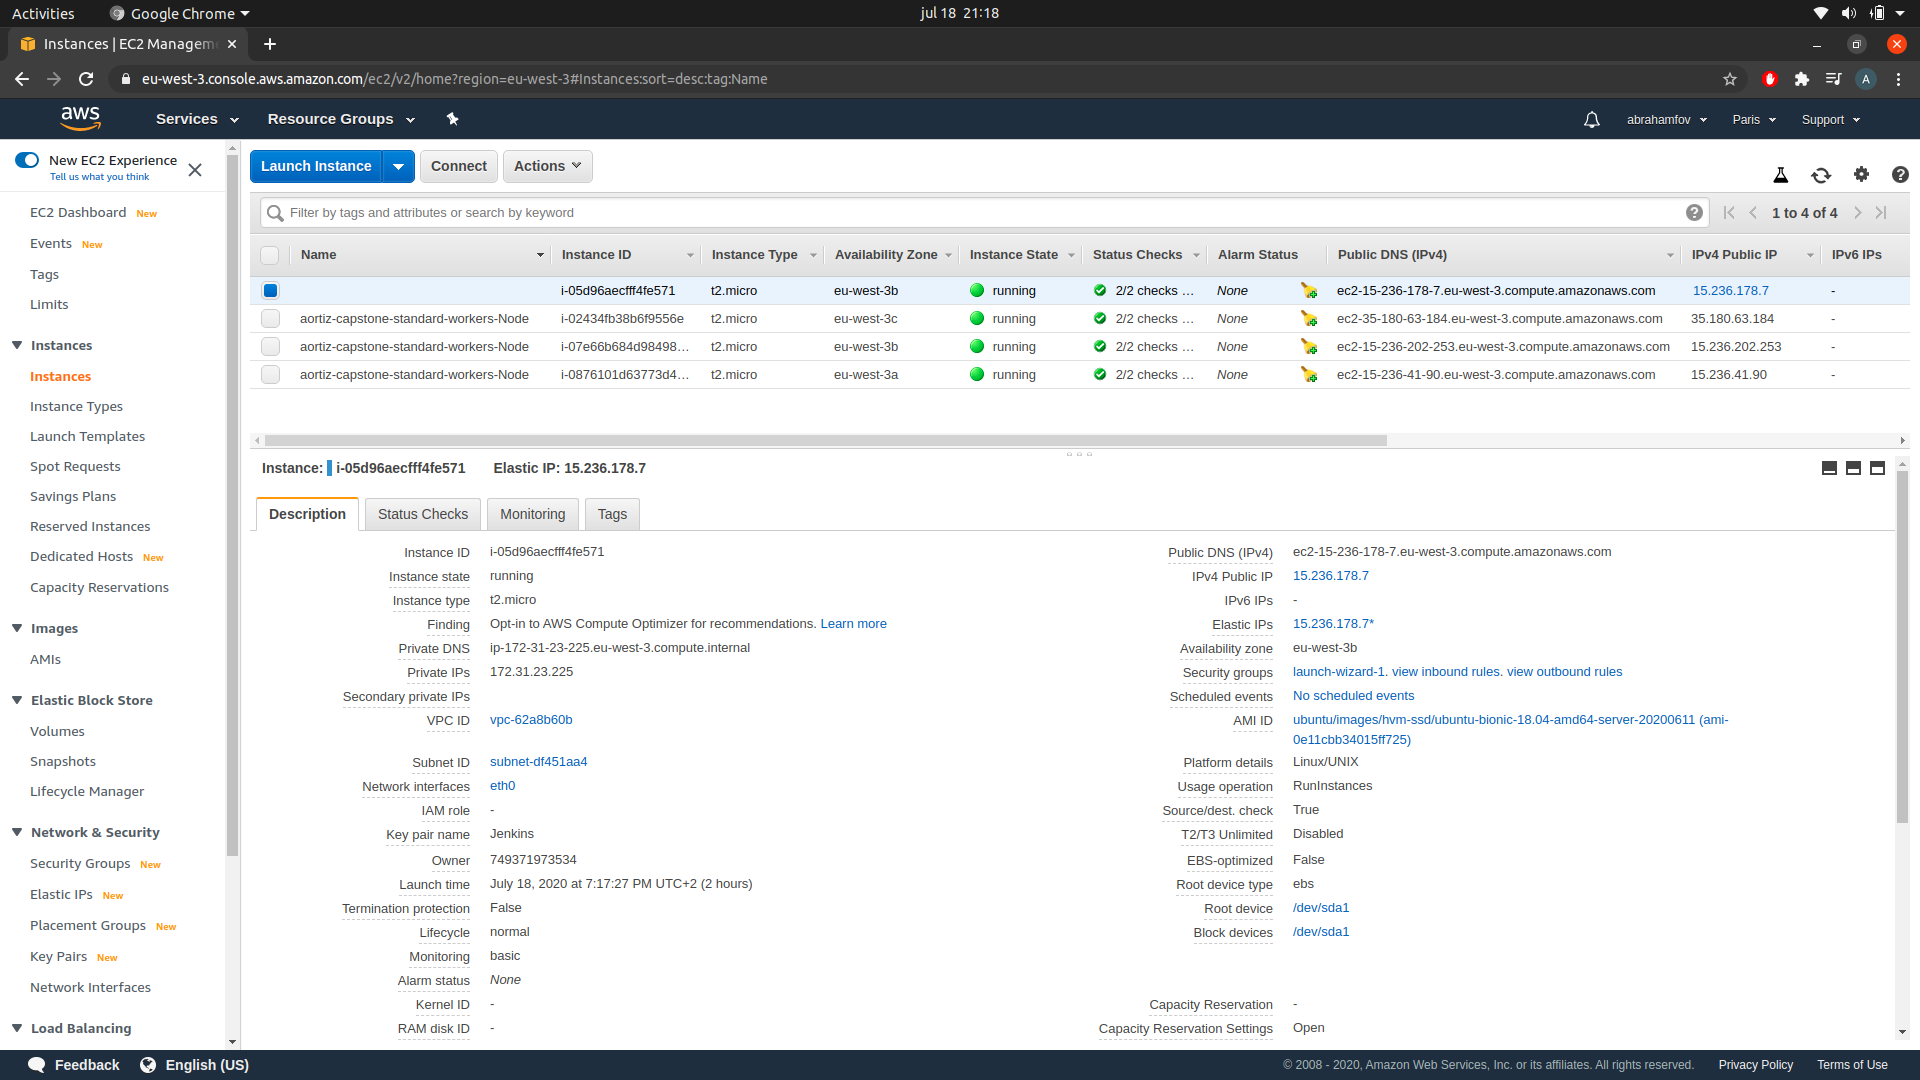 Activities Google Chrome jul 18 21:18
Instances | EC2 Managem
eu-west-3.console.aws.amazon.com/ec2/v2/home?region=eu-west-3#Instances:sort=desc:tag:Name A
aws Services Resource Groups abrahamfov Paris Support
New EC2 Experience
Tell us what you think
EC2 Dashboard New
Events New
Tags
Limits
Instances
Instances
Instance Types
Launch Templates
Spot Requests
Savings Plans
Reserved Instances
Dedicated Hosts New
Capacity Reservations
Images
AMIs
Elastic Block Store
Volumes
Snapshots
Lifecycle Manager
Network & Security
Security Groups New
Elastic IPs New
Placement Groups New
Key Pairs New
Network Interfaces
Load Balancing
Launch Instance Connect Actions
Filter by tags and attributes or search by keyword 1 to 4 of 4
Name Instance ID Instance Type Availability Zone Instance State Status Checks Alarm Status Public DNS (IPv4) IPv4 Public IP IPv6 IPs
i-05d96aecfff4fe571 t2.micro eu-west-3b running 2/2 checks ... None ec2-15-236-178-7.eu-west-3.compute.amazonaws.com 15.236.178.7 -
aortiz-capstone-standard-workers-Node i-02434fb38b6f9556e t2.micro eu-west-3c running 2/2 checks ... None ec2-35-180-63-184.eu-west-3.compute.amazonaws.com 35.180.63.184 -
aortiz-capstone-standard-workers-Node i-07e66b684d98498... t2.micro eu-west-3b running 2/2 checks ... None ec2-15-236-202-253.eu-west-3.compute.amazonaws.com 15.236.202.253 -
aortiz-capstone-standard-workers-Node i-0876101d63773d4... t2.micro eu-west-3a running 2/2 checks ... None ec2-15-236-41-90.eu-west-3.compute.amazonaws.com 15.236.41.90 -
Instance: i-05d96aecfff4fe571 Elastic IP: 15.236.178.7
Description Status Checks Monitoring Tags
Instance ID i-05d96aecfff4fe571
Instance state running
Instance type t2.micro
Finding Opt-in to AWS Compute Optimizer for recommendations. Learn more
Private DNS ip-172-31-23-225.eu-west-3.compute.internal
Private IPs 172.31.23.225
Secondary private IPs
VPC ID vpc-62a8b60b
Subnet ID subnet-df451aa4
Network interfaces eth0
IAM role -
Key pair name Jenkins
Owner 749371973534
Launch time July 18, 2020 at 7:17:27 PM UTC+2 (2 hours)
Termination protection False
Lifecycle normal
Monitoring basic
Alarm status None
Kernel ID -
RAM disk ID -
Public DNS (IPv4) ec2-15-236-178-7.eu-west-3.compute.amazonaws.com
IPv4 Public IP 15.236.178.7
IPv6 IPs -
Elastic IPs 15.236.178.7*
Availability zone eu-west-3b
Security groups launch-wizard-1. view inbound rules. view outbound rules
Scheduled events No scheduled events
AMI ID ubuntu/images/hvm-ssd/ubuntu-bionic-18.04-amd64-server-20200611 (ami-
0e11cbb34015ff725)
Platform details Linux/UNIX
Usage operation RunInstances
Source/dest. check True
T2/T3 Unlimited Disabled
EBS-optimized False
Root device type ebs
Root device /dev/sda1
Block devices /dev/sda1
Capacity Reservation -
Capacity Reservation Settings Open
Feedback English (US) © 2008 - 2020, Amazon Web Services, Inc. or its affiliates. All rights reserved. Privacy Policy Terms of Use